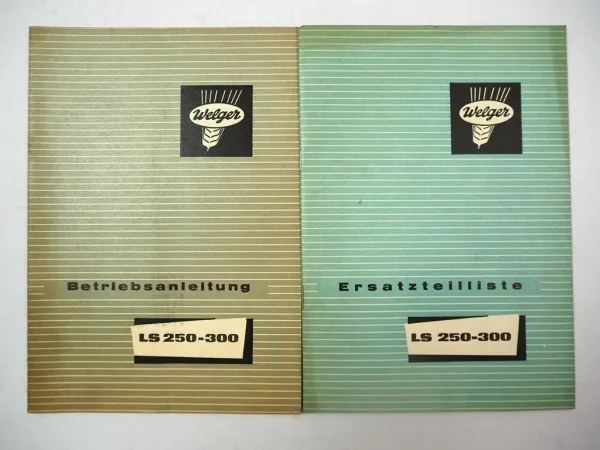 Welger
Betriebsanleitung
LS 250-300
Welger
Ersatzteilliste
LS 250-300